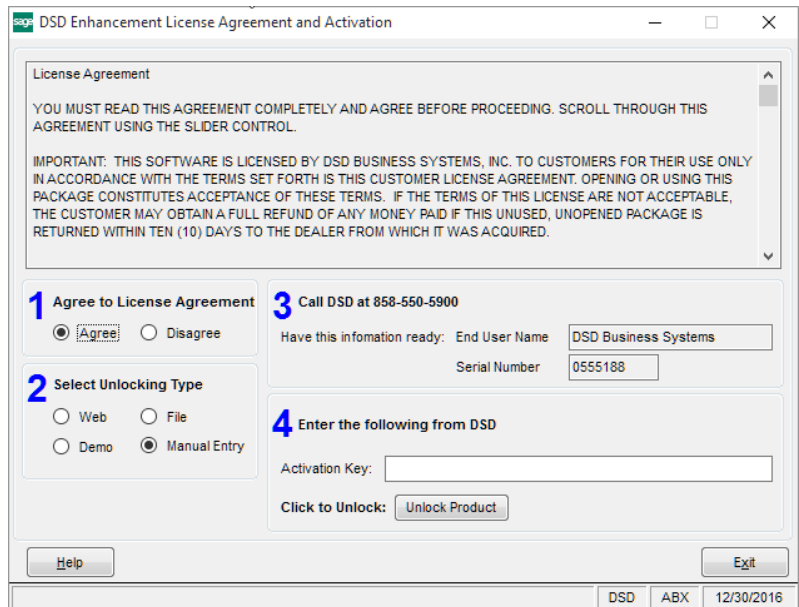 sage DSD Enhancement License Agreement and Activation
License Agreement
YOU MUST READ THIS AGREEMENT COMPLETELY AND AGREE BEFORE PROCEEDING. SCROLL THROUGH THIS
AGREEMENT USING THE SLIDER CONTROL.
IMPORTANT: THIS SOFTWARE IS LICENSED BY DSD BUSINESS SYSTEMS, INC. TO CUSTOMERS FOR THEIR USE ONLY
IN ACCORDANCE WITH THE TERMS SET FORTH IS THIS CUSTOMER LICENSE AGREEMENT. OPENING OR USING THIS
PACKAGE CONSTITUTES ACCEPTANCE OF THESE TERMS. IF THE TERMS OF THIS LICENSE ARE NOT ACCEPTABLE,
THE CUSTOMER MAY OBTAIN A FULL REFUND OF ANY MONEY PAID IF THIS UNUSED, UNOPENED PACKAGE IS
RETURNED WITHIN TEN (10) DAYS TO THE DEALER FROM WHICH IT WAS ACQUIRED.
1 Agree to License Agreement
Agree Disagree
2 Select Unlocking Type
Web File
Demo Manual Entry
3 Call DSD at 858-550-5900
Have this infomation ready: End User Name DSD Business Systems
Serial Number 0555188
4 Enter the following from DSD
Activation Key:
Click to Unlock: Unlock Product
Help Exit
DSD ABX 12/30/2016